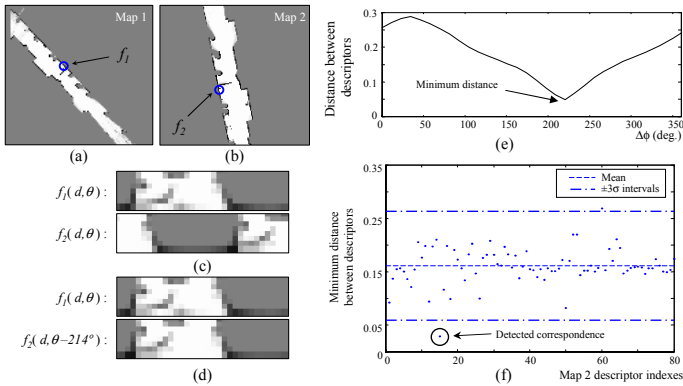 Map 1
f1
(a)
Map 2
f2
(b)
f1( d,θ) :
f2( d,θ) :
(c)
f1( d,θ) :
f2( d,θ−214º) :
(d)
Distance between
descriptors
0.3
0.2
0.1
0
Minimum distance
0 50 100 150 200 250 300 350
Δϕ (deg.)
(e)
Minimum distance
between descriptors
0.35
0.25
0.15
0.05
0
Mean
±3σ intervals
Detected correspondence
0 20 40 60 80
Map 2 descriptor indexes
(f)